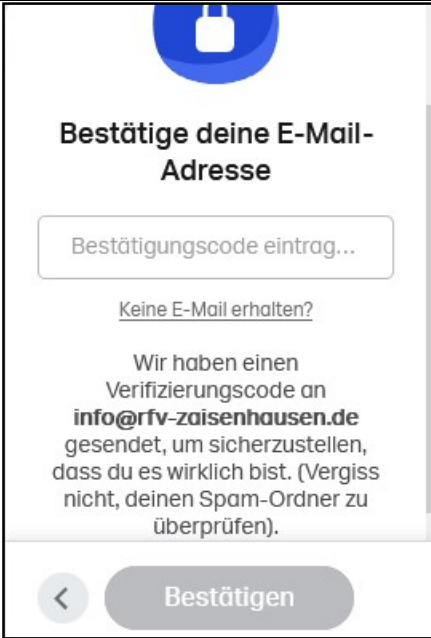 Bestätige deine E-Mail-
Adresse
Bestätigungscode eintrag...
Keine E-Mail erhalten?
Wir haben einen
Verifizierungscode an
info@rfv-zaisenhausen.de
gesendet, um sicherzustellen,
dass du es wirklich bist. (Vergiss
nicht, deinen Spam-Ordner zu
überprüfen).
Bestätigen